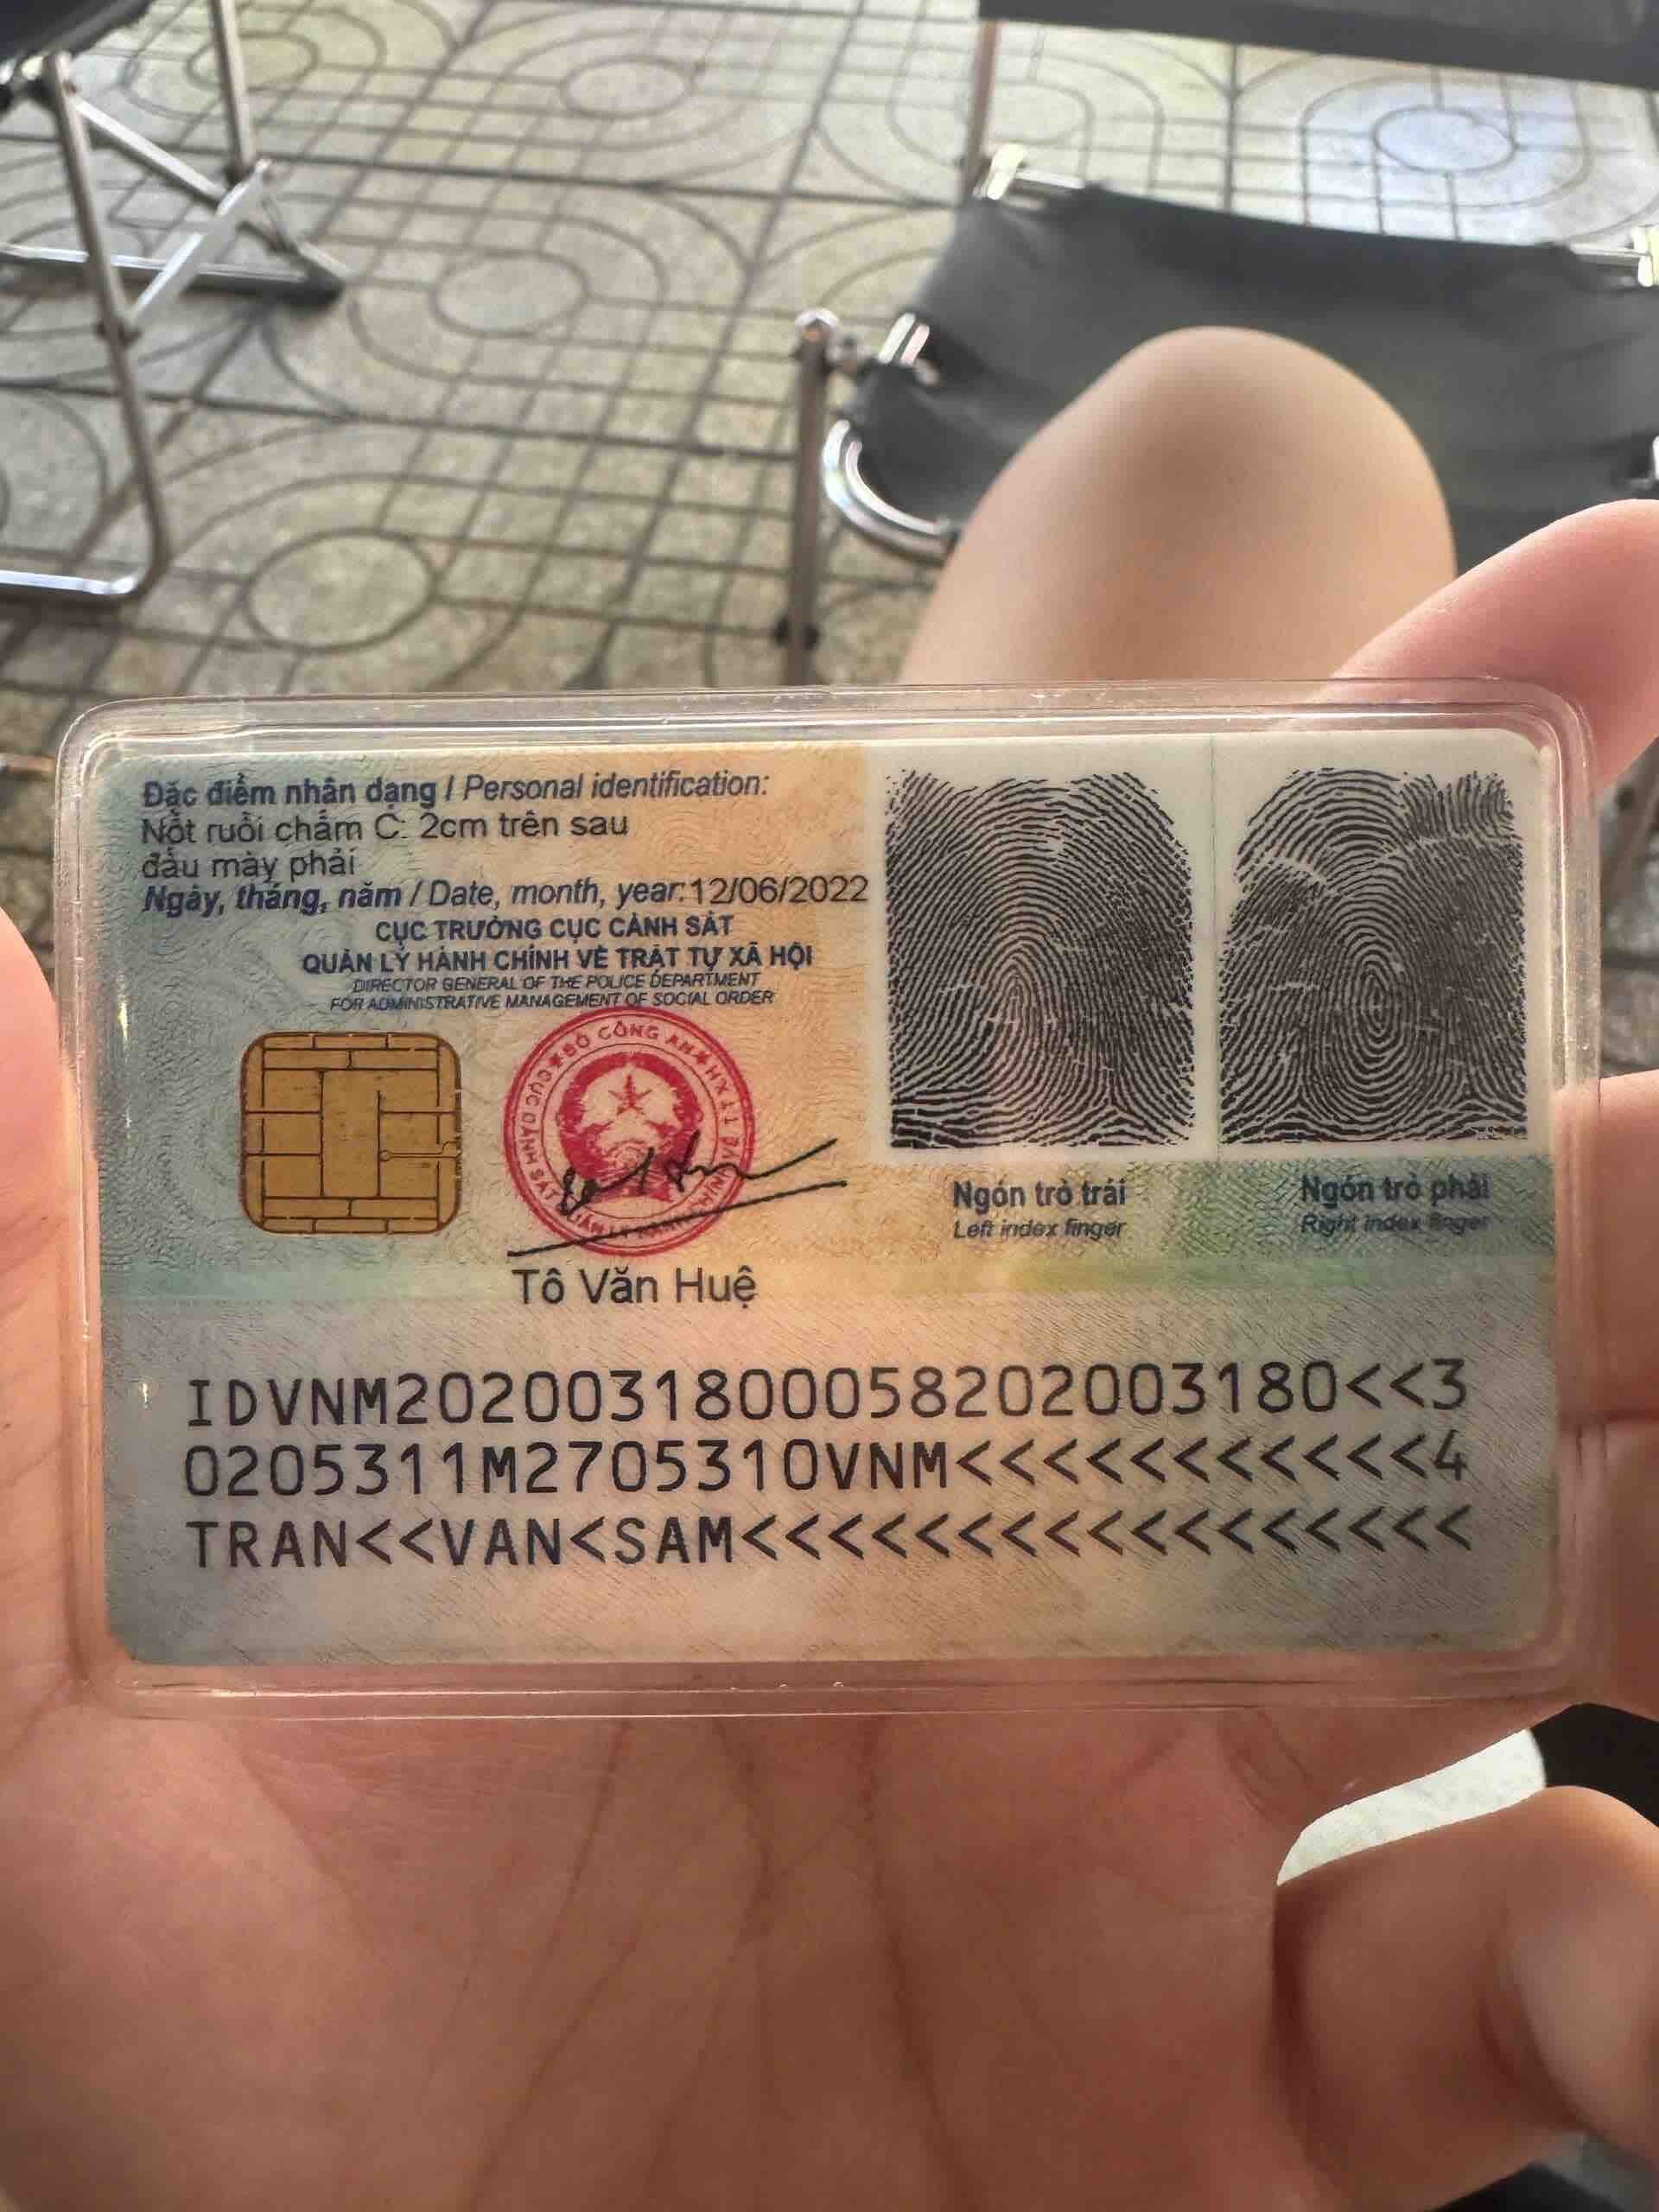 Đặc điểm nhân dạng / Personal identification:
Nốt ruồi chấm C: 2cm trên sau
đầu mày phải
Ngày, tháng, năm / Date, month, year:12/06/2022
CỤC TRƯỞNG CỤC CẢNH SÁT
QUẢN LÝ HÀNH CHÍNH VỀ TRẬT TỰ XÃ HỘI
DIRECTOR GENERAL OF THE POLICE DEPARTMENT
FOR ADMINISTRATIVE MANAGEMENT OF SOCIAL ORDER
BỘ CÔNG AN
Tô Văn Huệ
Ngón trỏ trái
Left index finger
Ngón trỏ phải
Right index finger
IDVNM2020031800058202003180<<3
0205311M2705310VNM<<<<<<<<<<<4
TRAN<<VAN<SAM<<<<<<<<<<<<<<<<<